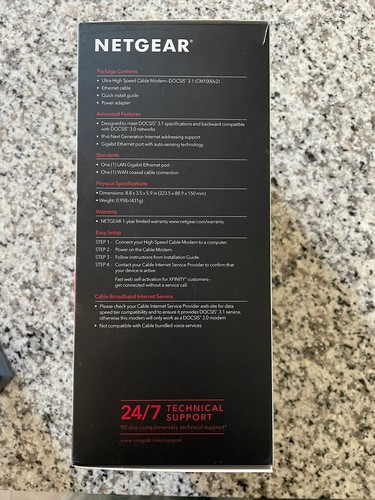 NETGEAR®
Package Contents
• Ultra High Speed Cable Modem—DOCSIS® 3.1 (CM1000v2)
• Ethernet cable
• Quick install guide
• Power adapter
Advanced Features
• Designed to meet DOCSIS® 3.1 specifications and backward compatible
with DOCSIS® 3.0 networks
• IPv6 Next Generation Internet addressing support
• Gigabit Ethernet port with auto-sensing technology
Standards
• One (1) LAN Gigabit Ethernet port
• One (1) WAN coaxial cable connection
Physical Specifications
• Dimensions: 8.8 x 3.5 x 5.9 in (223.5 x 88.9 x 150 mm)
• Weight: 0.95lb (431g)
Warranty
• NETGEAR 1-year limited warranty www.netgear.com/warranty
Easy Setup
STEP 1 - Connect your High Speed Cable Modem to a computer.
STEP 2 - Power on the Cable Modem.
STEP 3 - Follow instructions from Installation Guide.
STEP 4 - Contact your Cable Internet Service Provider to confirm that
your device is active.
Fast web self-activation for XFINITY® customers—
get connected without a service call.
Cable Broadband Internet Service
• Please check your Cable Internet Service Provider web site for data
speed tier compatibility and to ensure it provides DOCSIS® 3.1 service,
otherwise this modem will only work as a DOCSIS® 3.0 modem
• Not compatible with Cable bundled voice services
24/7 TECHNICAL
SUPPORT
90-day complimentary technical support*
www.netgear.com/support